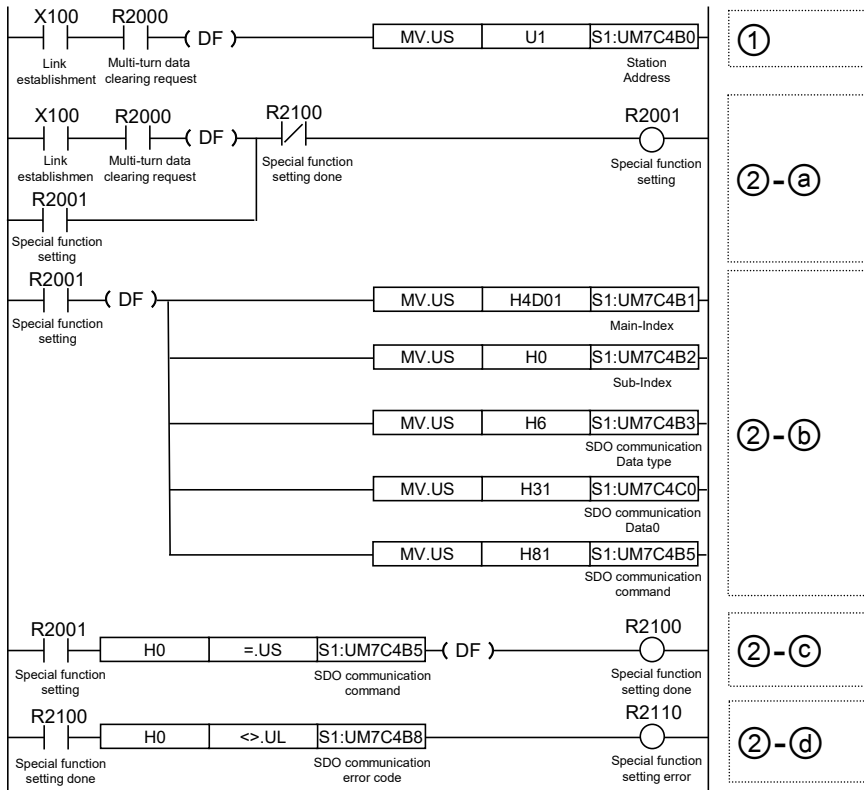 X100 R2000
( DF ) MV.US U1 S1:UM7C4B0 ①
Link Multi-turn data Station
establishment clearing request Address
X100 R2000 R2100 R2001
( DF )
Link Multi-turn data Special function Special function
establishmen clearing request setting done setting
②-ⓐ
R2001
Special function
setting
R2001
( DF ) MV.US H4D01 S1:UM7C4B1
Special function
setting
Main-Index
MV.US H0 S1:UM7C4B2
Sub-Index
MV.US H6 S1:UM7C4B3
②-ⓑ
SDO communication
Data type
MV.US H31 S1:UM7C4C0
SDO communication
Data0
MV.US H81 S1:UM7C4B5
SDO communication
command
R2001 R2100
H0 =.US S1:UM7C4B5 ( DF ) ②-ⓒ
Special function SDO communication Special function
setting command setting done
R2100 R2110
H0 <>.UL S1:UM7C4B8 ②-ⓓ
Special function SDO communication Special function
setting done error code setting error